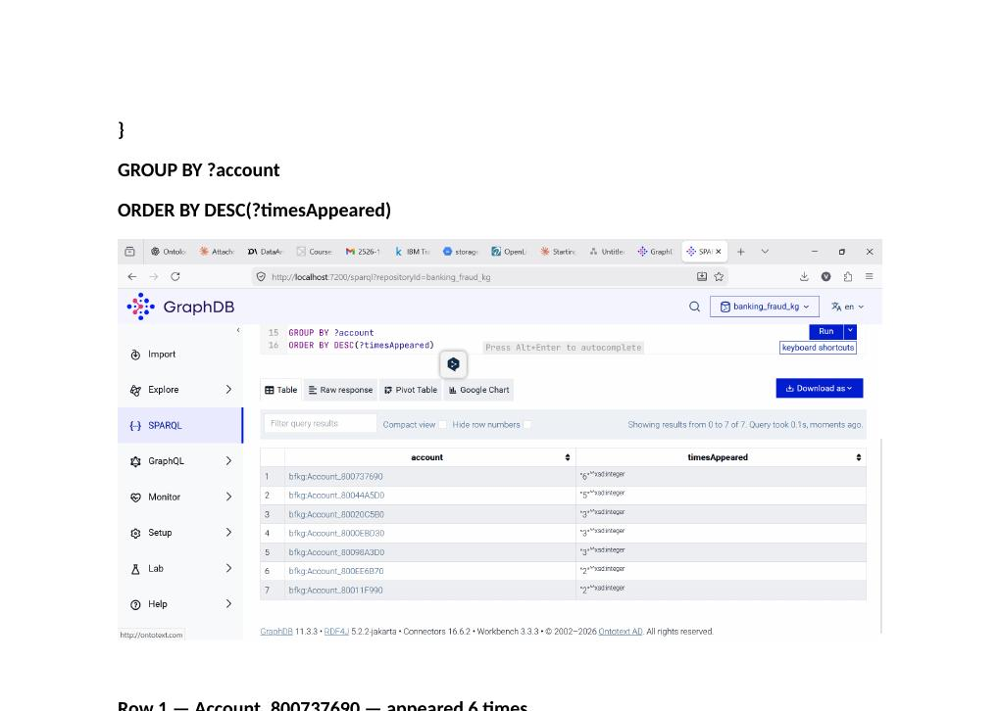 }
GROUP BY ?account
ORDER BY DESC(?timesAppeared)
Ontolo
Attach
DataAr
Course
2526-1
IBM Tra
storage
OpenL
Starting
Untitle
GraphD
SPA
http://localhost:7200/sparql?repositoryId=banking_fraud_kg
GraphDB
banking_fraud_kg
en
15 GROUP BY ?account
16 ORDER BY DESC(?timesAppeared)
Press Alt+Enter to autocomplete
Run
keyboard shortcuts
Import
Explore
SPARQL
GraphQL
Monitor
Setup
Lab
Help
Table
Raw response
Pivot Table
Google Chart
Download as
Filter query results
Compact view
Hide row numbers
Showing results from 0 to 7 of 7. Query took 0.1s, moments ago.
account timesAppeared
1 bfkg:Account_800737690 "6"^^xsd:integer
2 bfkg:Account_80044A5D0 "5"^^xsd:integer
3 bfkg:Account_80020C5B0 "3"^^xsd:integer
4 bfkg:Account_8000EBD30 "3"^^xsd:integer
5 bfkg:Account_80098A3D0 "3"^^xsd:integer
6 bfkg:Account_800EE6B70 "2"^^xsd:integer
7 bfkg:Account_80011F990 "2"^^xsd:integer
http://ontotext.com
GraphDB 11.3.3 • RDF4J 5.2.2-jakarta • Connectors 16.6.2 • Workbench 3.3.3 • © 2002–2026 Ontotext AD. All rights reserved.
Row 1 — Account_800737690 — appeared 6 times